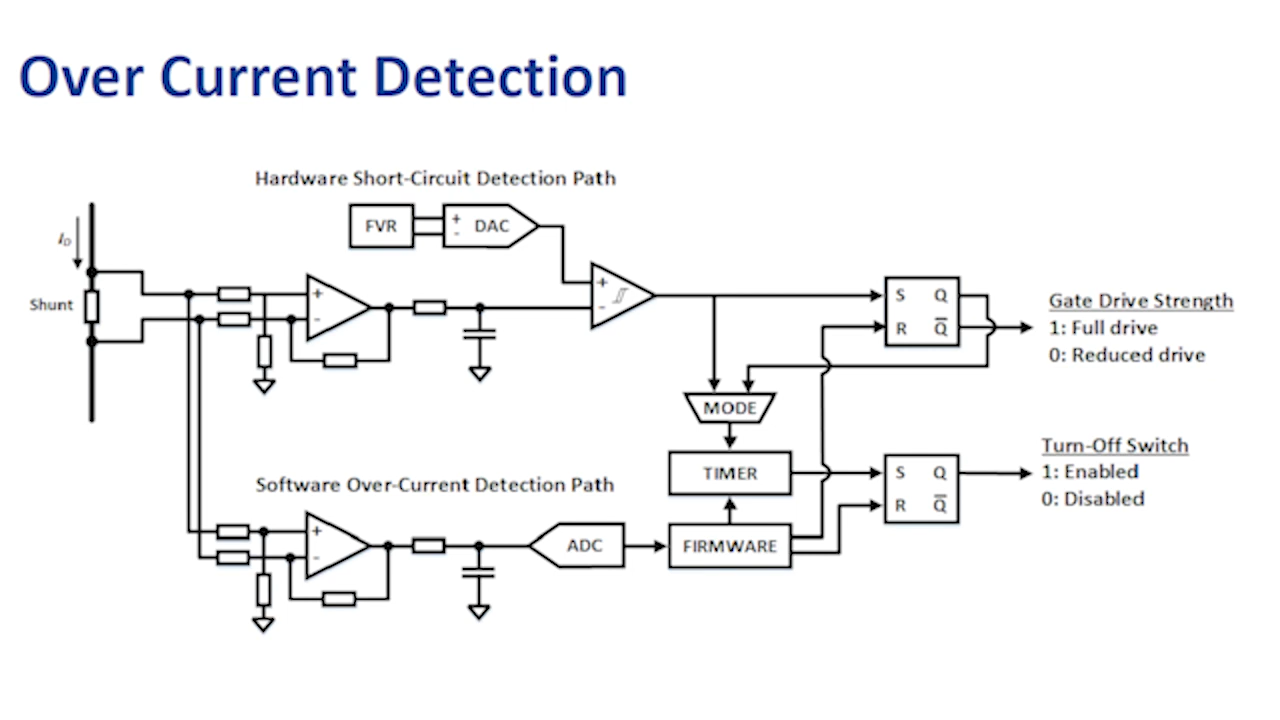 Over Current Detection
Hardware Short-Circuit Detection Path
FVR
+
-
DAC
I_D
Shunt
+
-
+
-
S Q
R Q̅
Gate Drive Strength
1: Full drive
0: Reduced drive
MODE
TIMER
Turn-Off Switch
S Q
1: Enabled
R Q̅
0: Disabled
Software Over-Current Detection Path
+
-
ADC
FIRMWARE